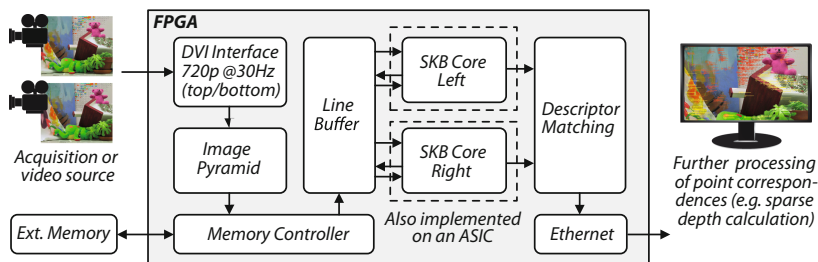 FPGA
DVI Interface
720p @30Hz
(top/bottom)
Image
Pyramid
Memory Controller
Line
Buffer
SKB Core
Left
SKB Core
Right
Also implemented
on an ASIC
Descriptor
Matching
Ethernet
Acquisition or
video source
Ext. Memory
Further processing
of point correspon-
dences (e.g. sparse
depth calculation)